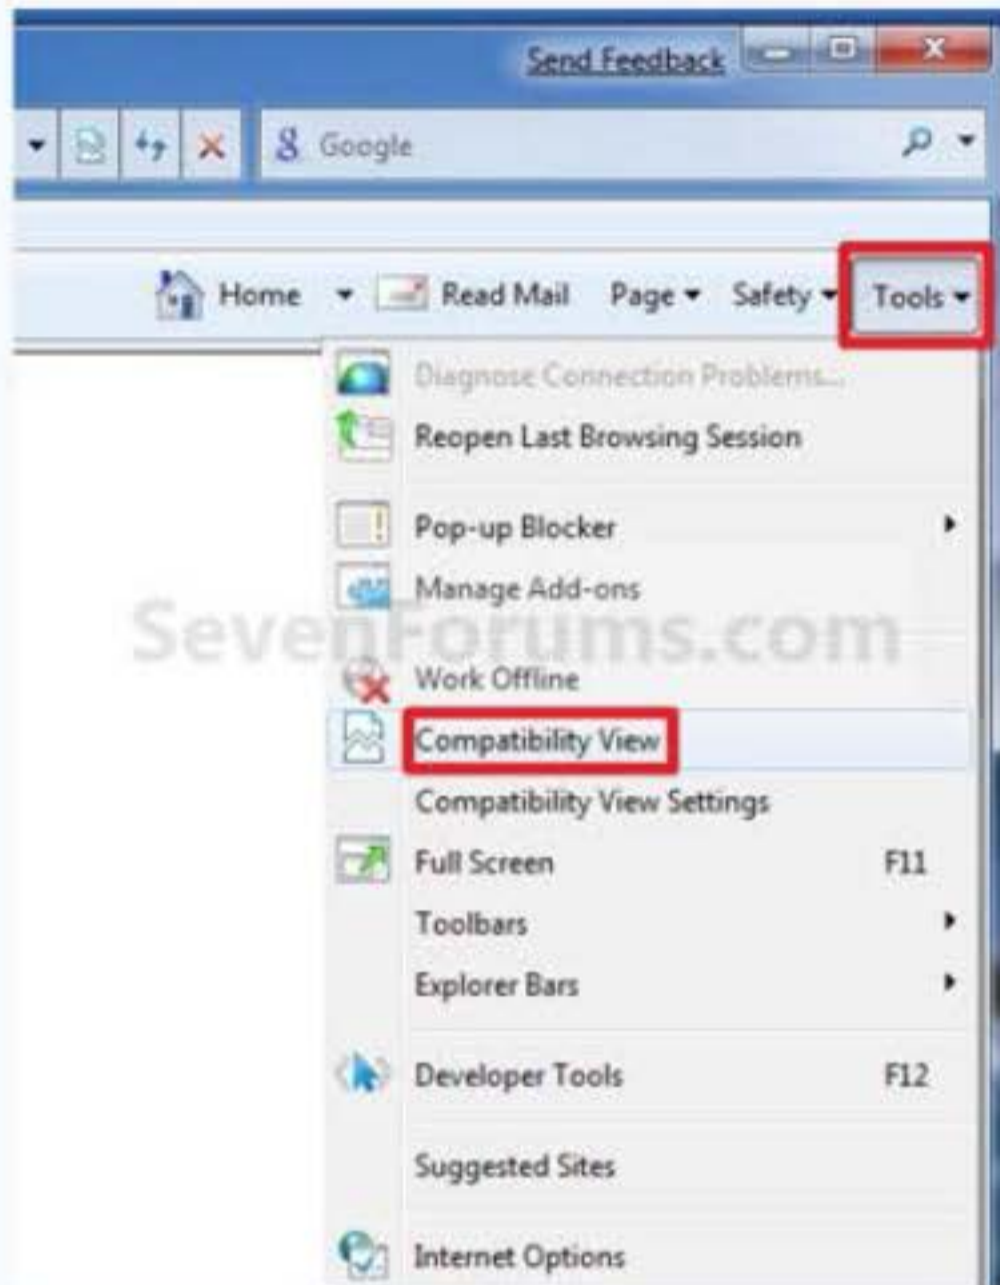 Send Feedback
Google
Home Read Mail Page Safety Tools
Diagnose Connection Problems...
Reopen Last Browsing Session
Pop-up Blocker
Manage Add-ons
SevenForums.com
Work Offline
Compatibility View
Compatibility View Settings
Full Screen F11
Toolbars
Explorer Bars
Developer Tools F12
Suggested Sites
Internet Options